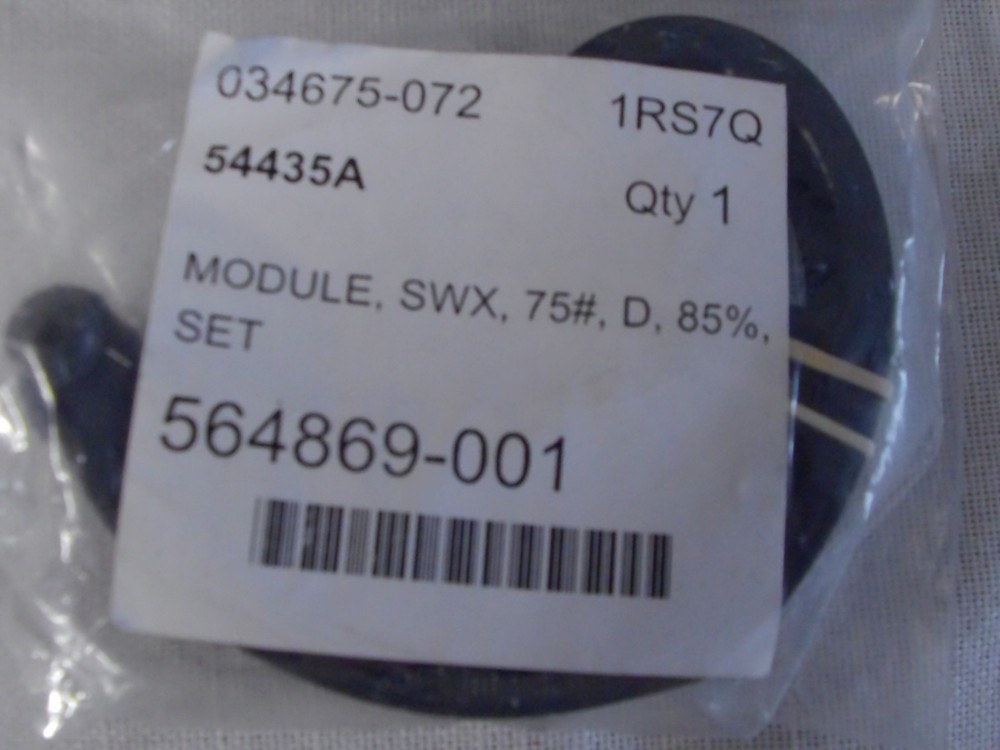 034675-072 1RS7Q
54435A Qty 1
MODULE, SWX, 75#, D, 85%,
SET
564869-001